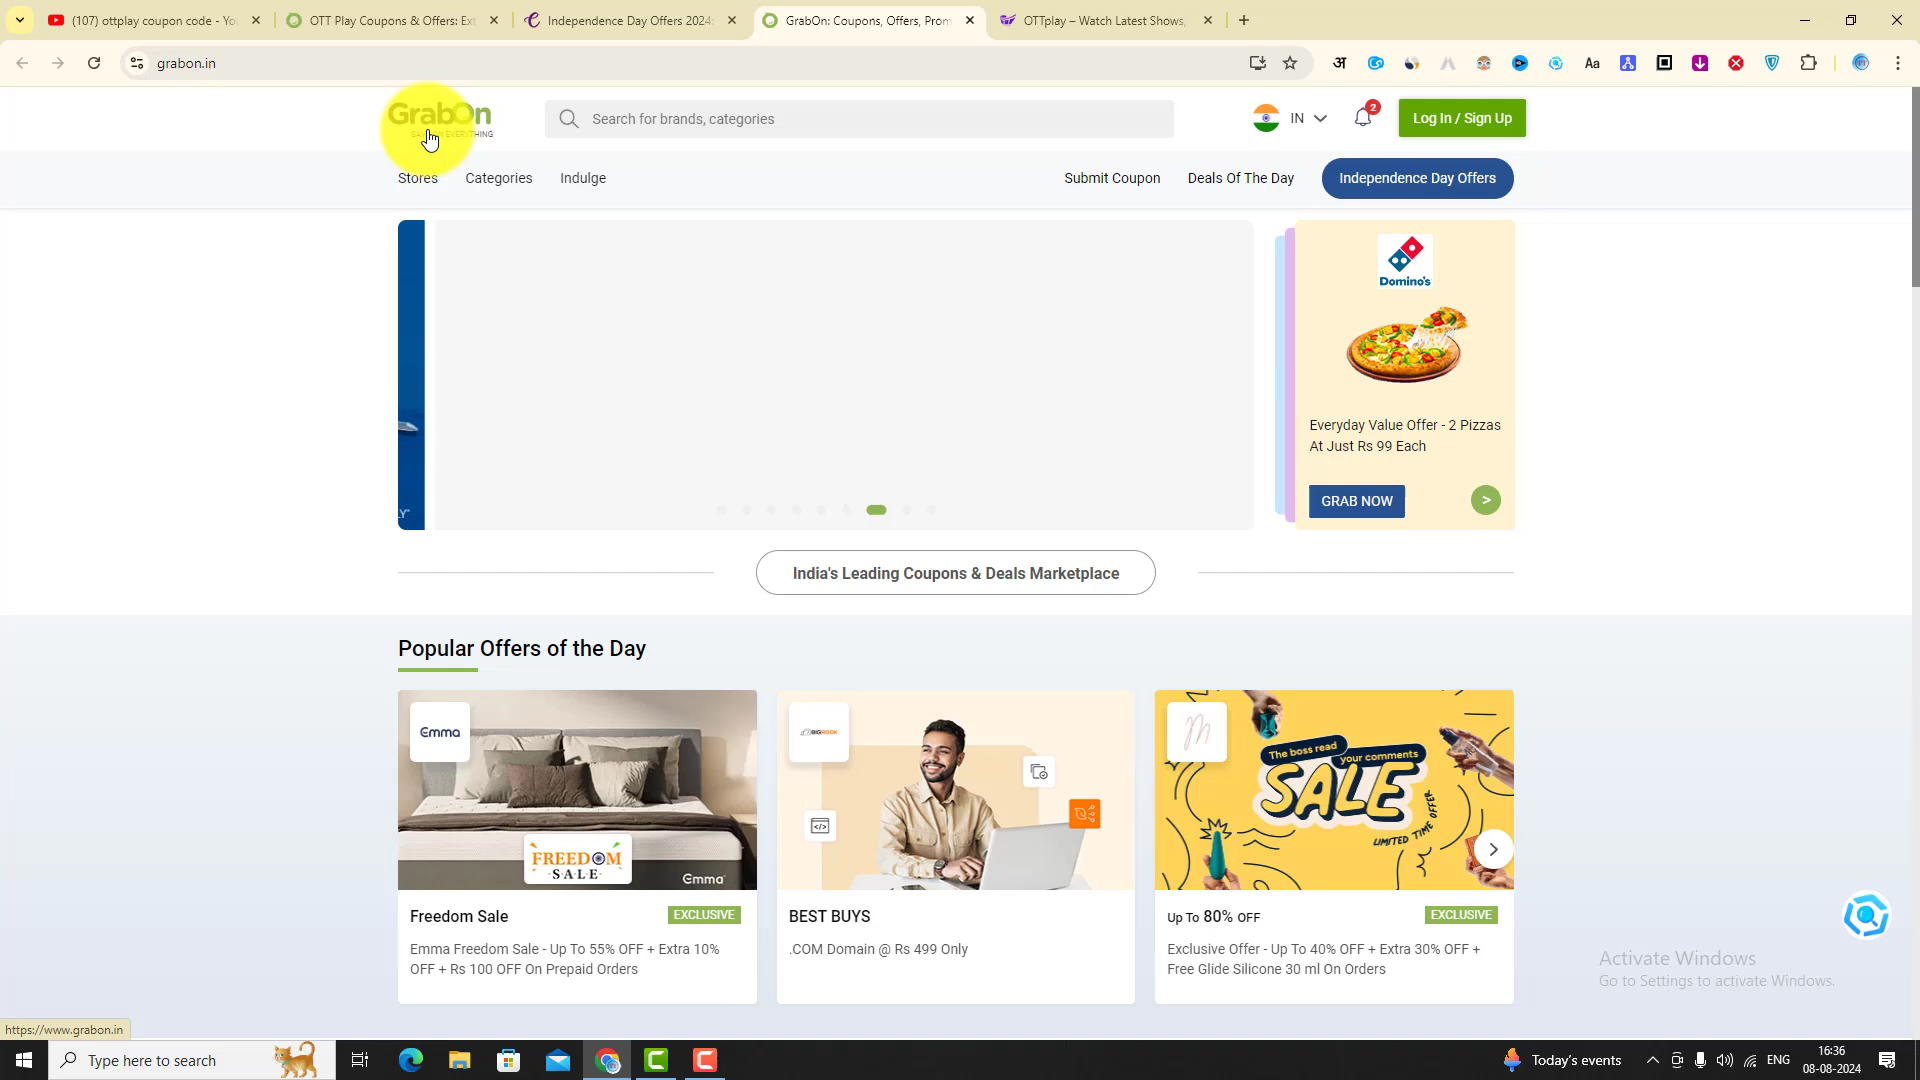 (107) ottplay coupon code - Yo
OTT Play Coupons & Offers: Ext
Independence Day Offers 2024:
GrabOn: Coupons, Offers, Prom
OTTplay – Watch Latest Shows,
grabon.in
अ
Aa
GrabOn
Search for brands, categories
IN
2
Log In / Sign Up
Stores
Categories
Indulge
Submit Coupon
Deals Of The Day
Independence Day Offers
Domino's
Everyday Value Offer - 2 Pizzas
At Just Rs 99 Each
GRAB NOW
>
India's Leading Coupons & Deals Marketplace
Popular Offers of the Day
Emma
FREEDOM
·SALE·
Emma
BIGROCK
</>
The boss read
your comments
SALE
LIMITED TIME OFFER
Freedom Sale
EXCLUSIVE
Emma Freedom Sale - Up To 55% OFF + Extra 10%
OFF + Rs 100 OFF On Prepaid Orders
BEST BUYS
.COM Domain @ Rs 499 Only
Up To 80% OFF
EXCLUSIVE
Exclusive Offer - Up To 40% OFF + Extra 30% OFF +
Free Glide Silicone 30 ml On Orders
Activate Windows
Go to Settings to activate Windows.
https://www.grabon.in
Type here to search
Today's events
ENG
16:36
08-08-2024